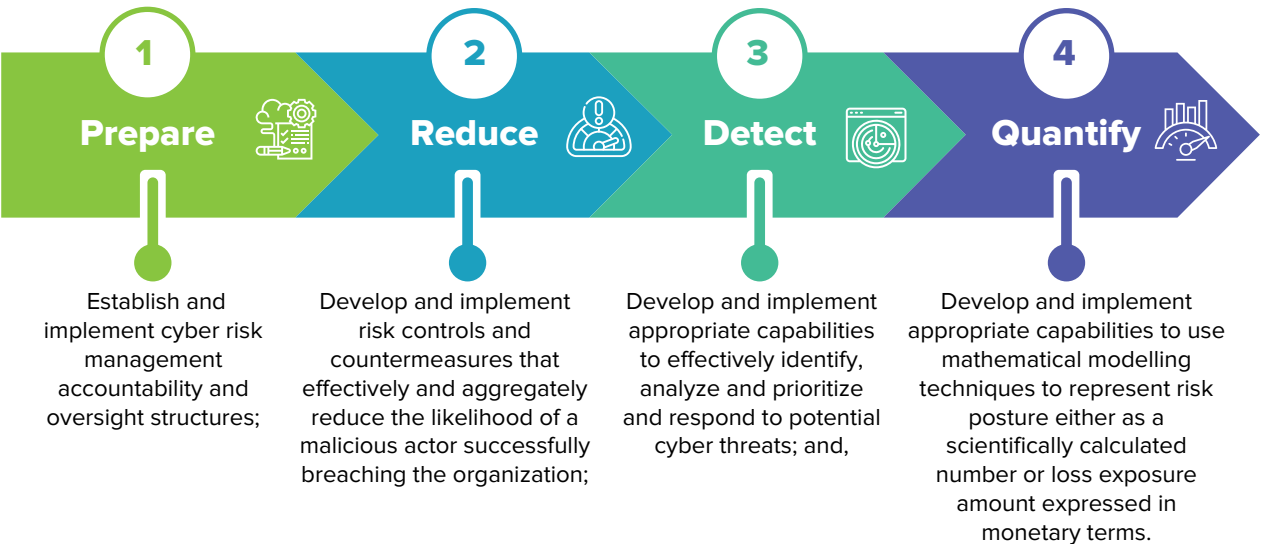 1
Prepare
Establish and
implement cyber risk
management
accountability and
oversight structures;
2
Reduce
Develop and implement
risk controls and
countermeasures that
effectively and aggregately
reduce the likelihood of a
malicious actor successfully
breaching the organization;
3
Detect
Develop and implement
appropriate capabilities
to effectively identify,
analyze and prioritize
and respond to potential
cyber threats; and,
4
Quantify
Develop and implement
appropriate capabilities to use
mathematical modelling
techniques to represent risk
posture either as a
scientifically calculated
number or loss exposure
amount expressed in
monetary terms.